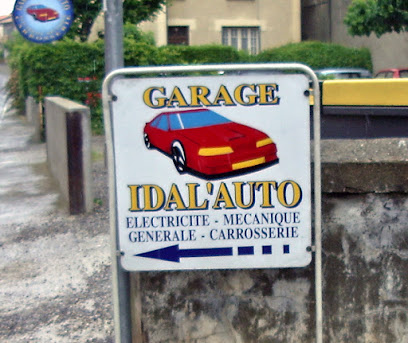 GARAGE
IDAL'AUTO
ELECTRICITE - MECANIQUE
GENERALE - CARROSSERIE